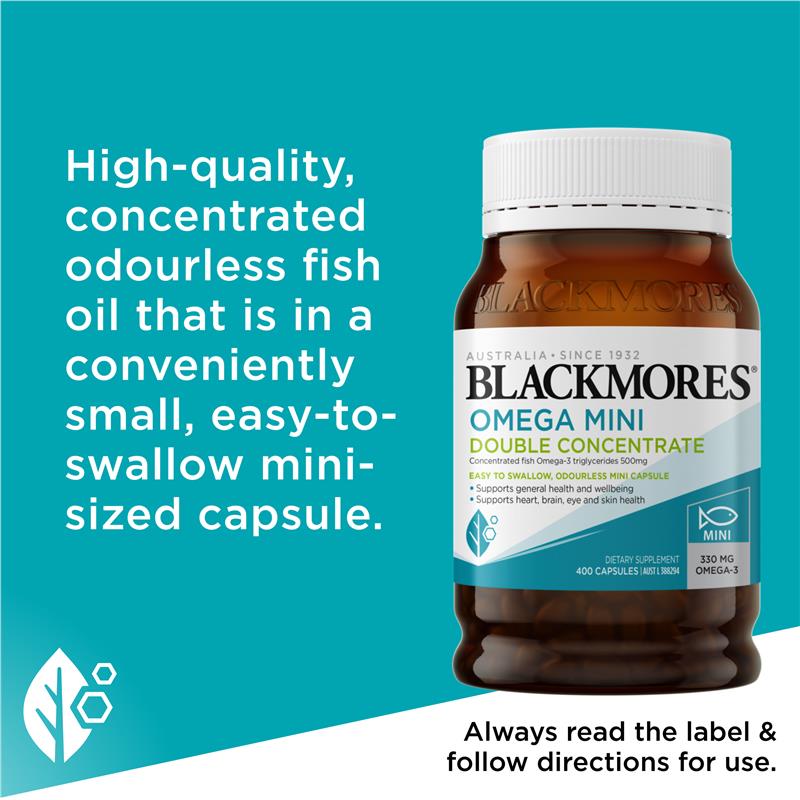 High-quality,
concentrated
odourless fish
oil that is in a
conveniently
small, easy-to-
swallow mini-
sized capsule.
BLACKMORES
AUSTRALIA • SINCE 1932
BLACKMORES®
OMEGA MINI
DOUBLE CONCENTRATE
Concentrated fish Omega-3 triglycerides 500mg
EASY TO SWALLOW, ODOURLESS MINI CAPSULE
• Supports general health and wellbeing
• Supports heart, brain, eye and skin health
MINI
DIETARY SUPPLEMENT
400 CAPSULES | AUST L 388294
330 MG
OMEGA-3
Always read the label &
follow directions for use.